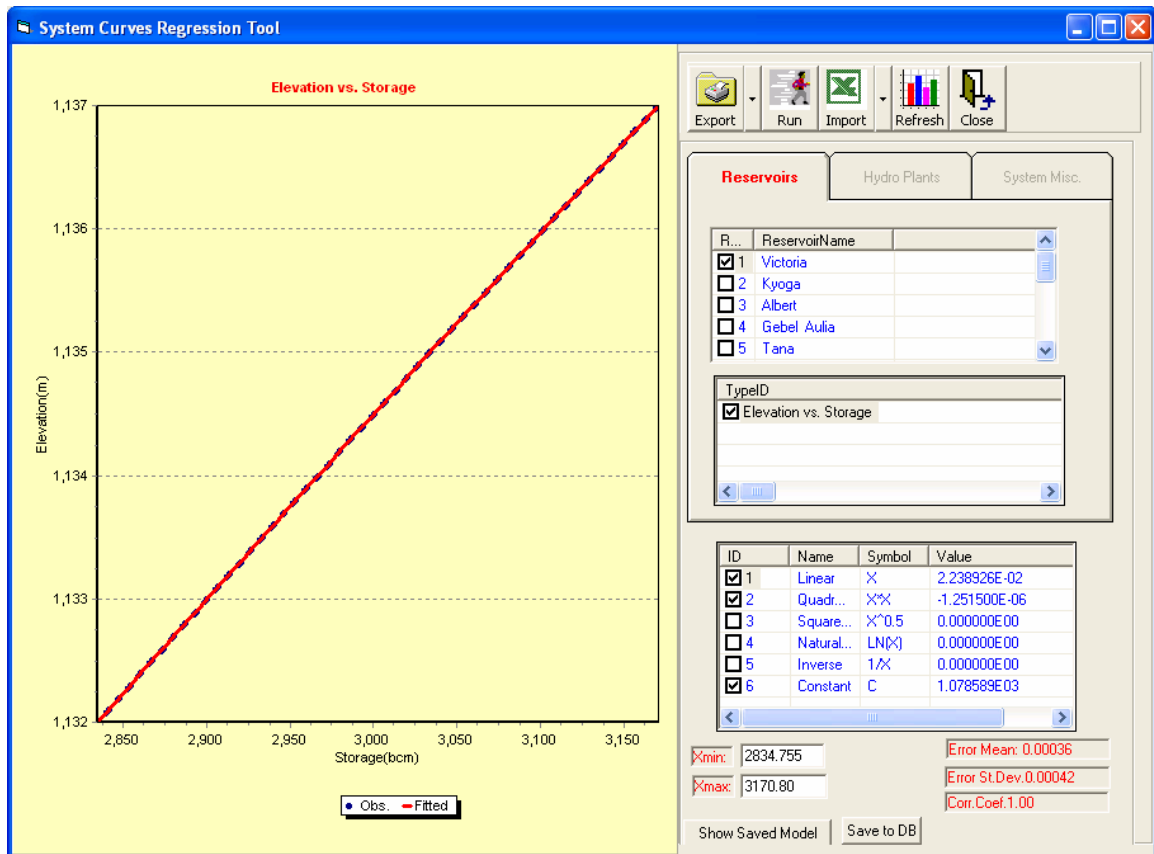 System Curves Regression Tool
Elevation vs. Storage
1,137
1,136
1,135
1,134
1,133
1,132
Elevation(m)
2,850 2,900 2,950 3,000 3,050 3,100 3,150
Storage(bcm)
Obs. Fitted
Export Run Import Refresh Close
Reservoirs Hydro Plants System Misc.
R... ReservoirName
1 Victoria
2 Kyoga
3 Albert
4 Gebel Aulia
5 Tana
TypeID
Elevation vs. Storage
ID Name Symbol Value
1 Linear X 2.238926E-02
2 Quadr... X*X -1.251500E-06
3 Square... X^0.5 0.000000E00
4 Natural... LN(X) 0.000000E00
5 Inverse 1/X 0.000000E00
6 Constant C 1.078589E03
Xmin: 2834.755
Xmax: 3170.80
Error Mean: 0.00036
Error St.Dev.0.00042
Corr.Coef.1.00
Show Saved Model Save to DB